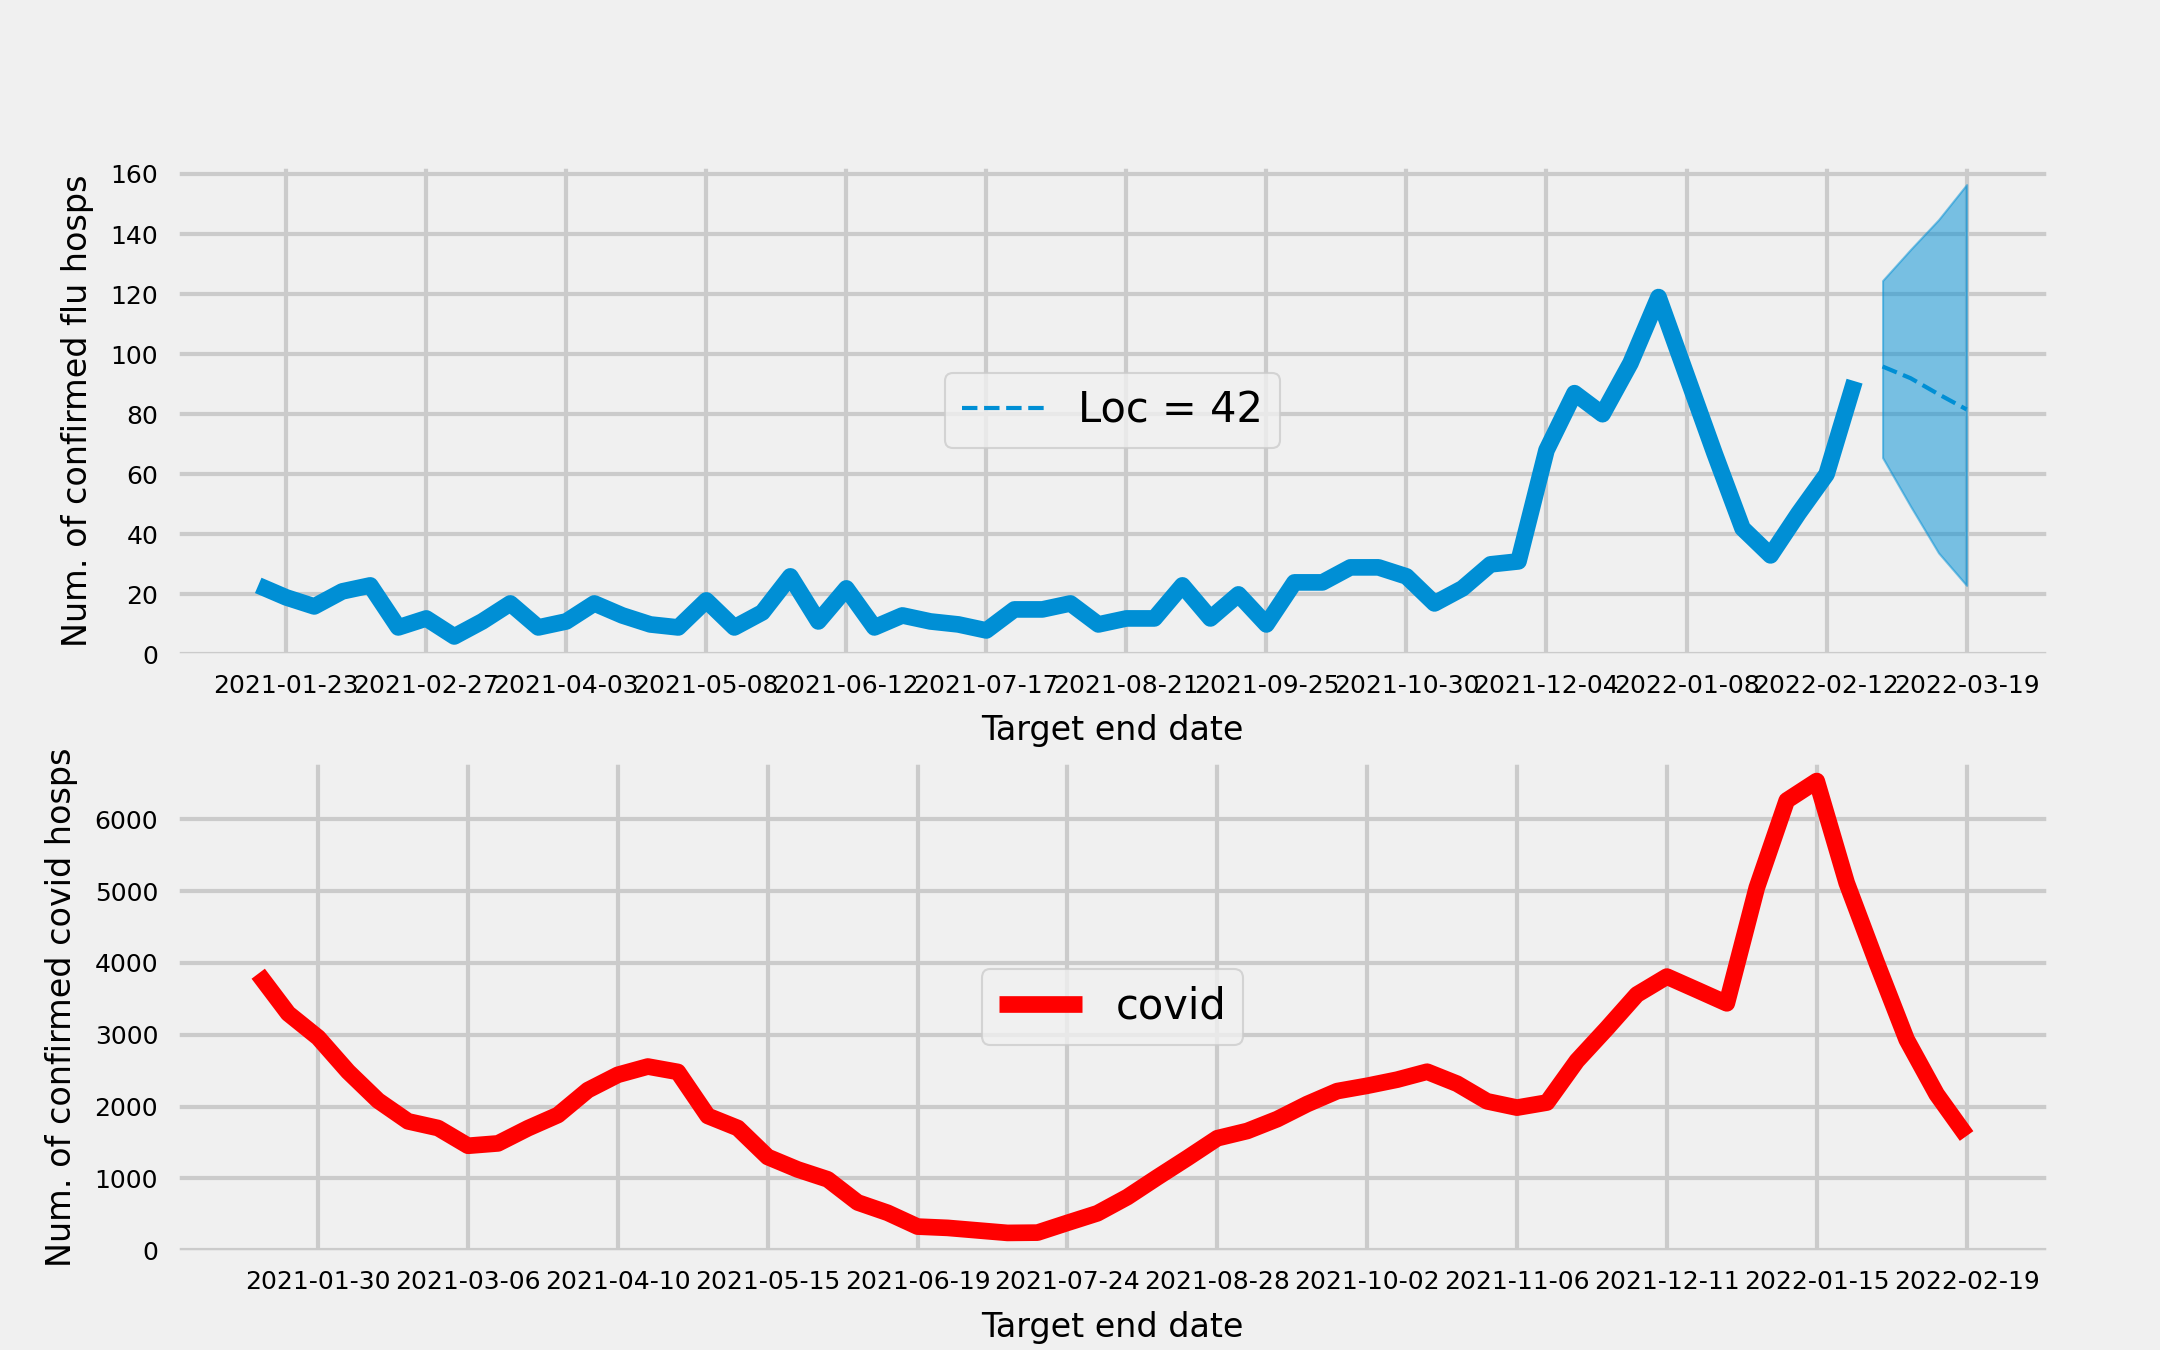 Num. of confirmed flu hosps
160
140
120
100
80
60
40
20
0
Loc = 42
2021-01-23 2021-02-27 2021-04-03 2021-05-08 2021-06-12 2021-07-17 2021-08-21 2021-09-25 2021-10-30 2021-12-04 2022-01-08 2022-02-12 2022-03-19
Target end date
Num. of confirmed covid hosps
6000
5000
4000
3000
2000
1000
0
covid
2021-01-30 2021-03-06 2021-04-10 2021-05-15 2021-06-19 2021-07-24 2021-08-28 2021-10-02 2021-11-06 2021-12-11 2022-01-15 2022-02-19
Target end date